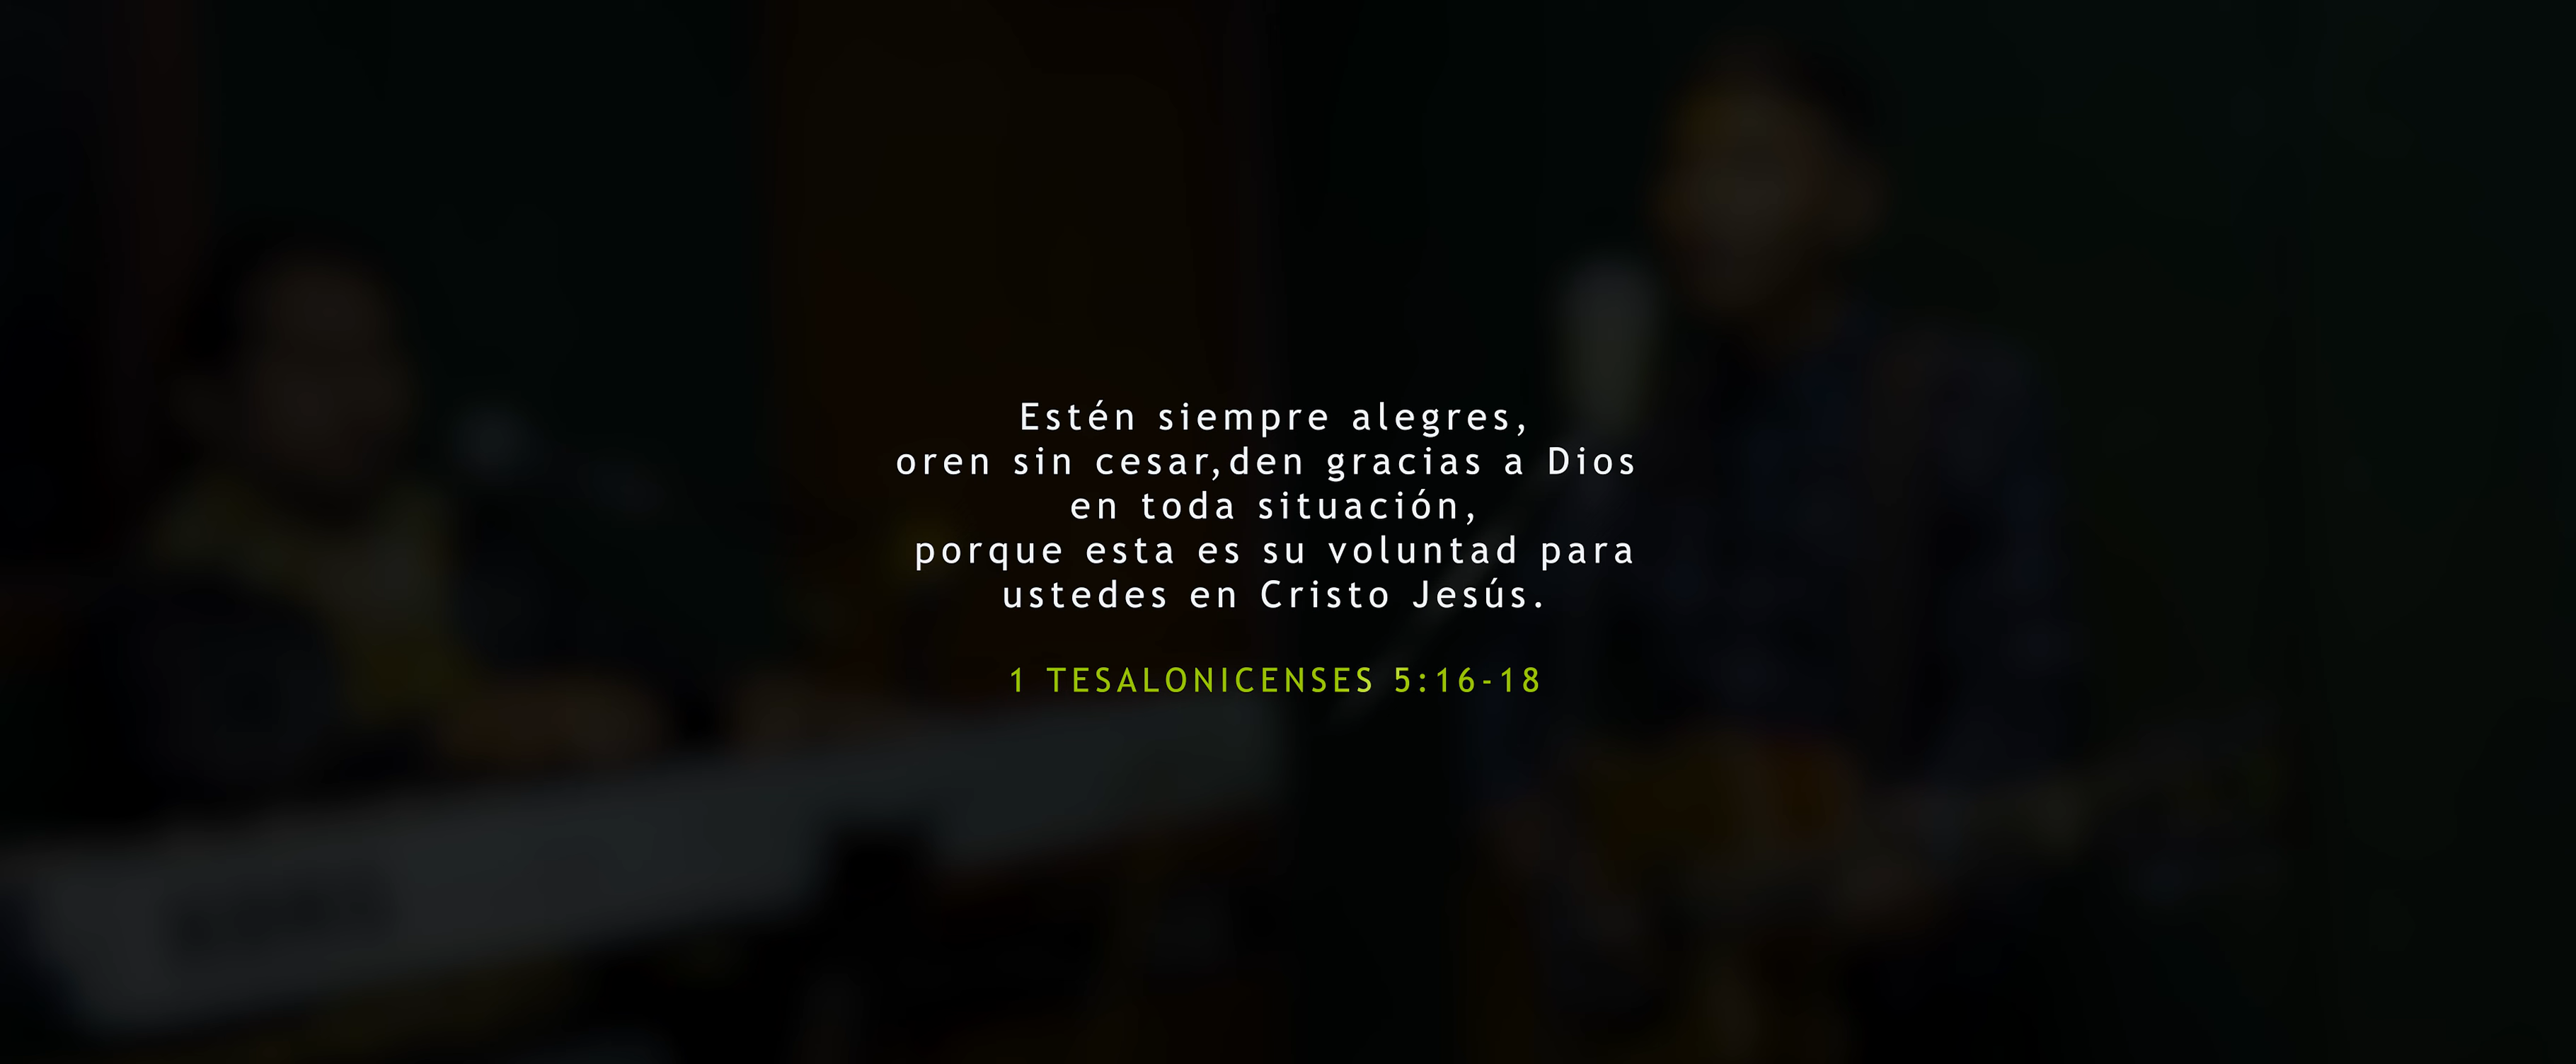 Estén siempre alegres,
oren sin cesar,den gracias a Dios
en toda situación,
porque esta es su voluntad para
ustedes en Cristo Jesús.
1 TESALONICENSES 5:16-18